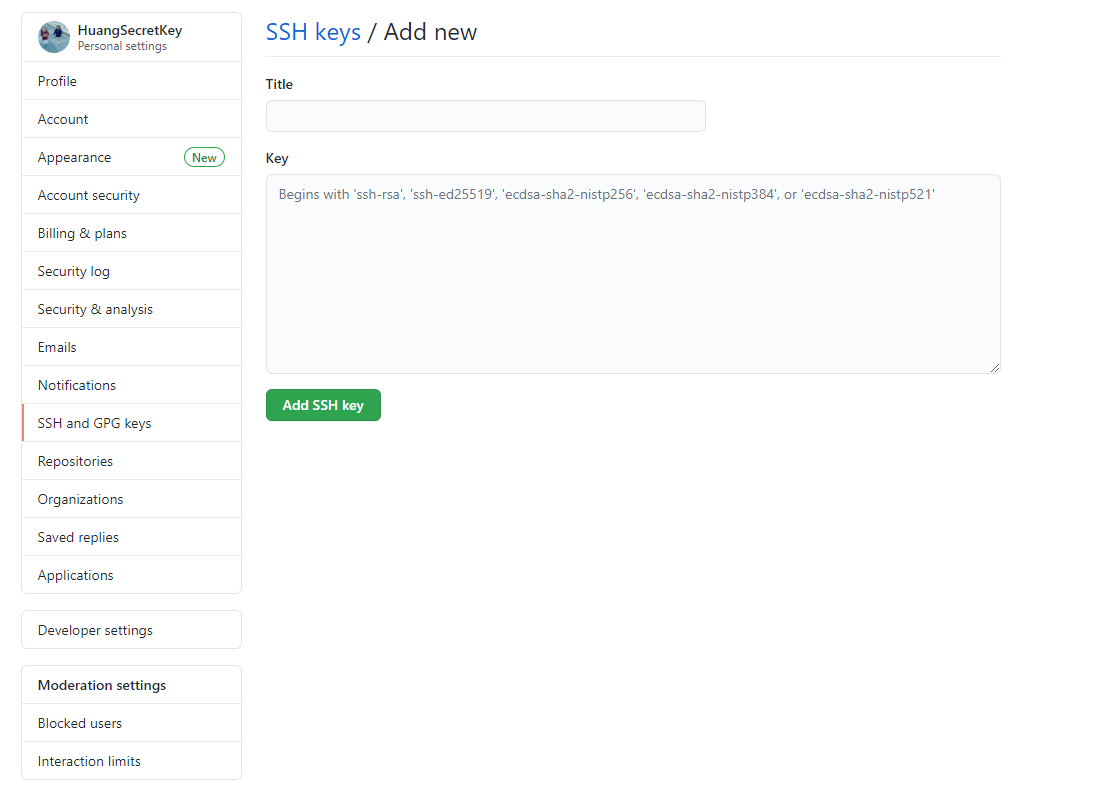 HuangSecretKey
Personal settings
Profile
Account
Appearance New
Account security
Billing & plans
Security log
Security & analysis
Emails
Notifications
SSH and GPG keys
Repositories
Organizations
Saved replies
Applications
Developer settings
Moderation settings
Blocked users
Interaction limits
SSH keys / Add new
Title
Key
Begins with 'ssh-rsa', 'ssh-ed25519', 'ecdsa-sha2-nistp256', 'ecdsa-sha2-nistp384', or 'ecdsa-sha2-nistp521'
Add SSH key